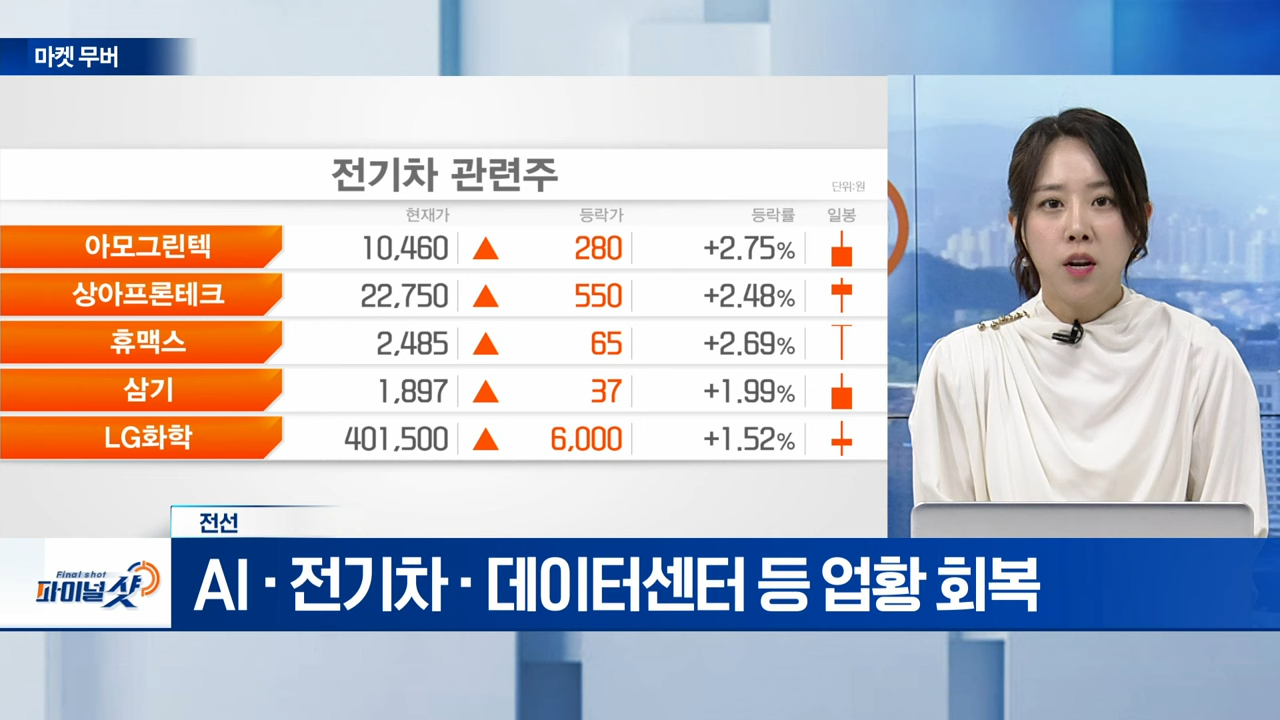 마켓 무버
전기차 관련주
단위:원
현재가 등락가 등락률 일봉
아모그린텍 10,460 ▲ 280 +2.75%
상아프론테크 22,750 ▲ 550 +2.48%
휴맥스 2,485 ▲ 65 +2.69%
삼기 1,897 ▲ 37 +1.99%
LG화학 401,500 ▲ 6,000 +1.52%
전선
Final shot
파이널샷
AI · 전기차 · 데이터센터 등 업황 회복